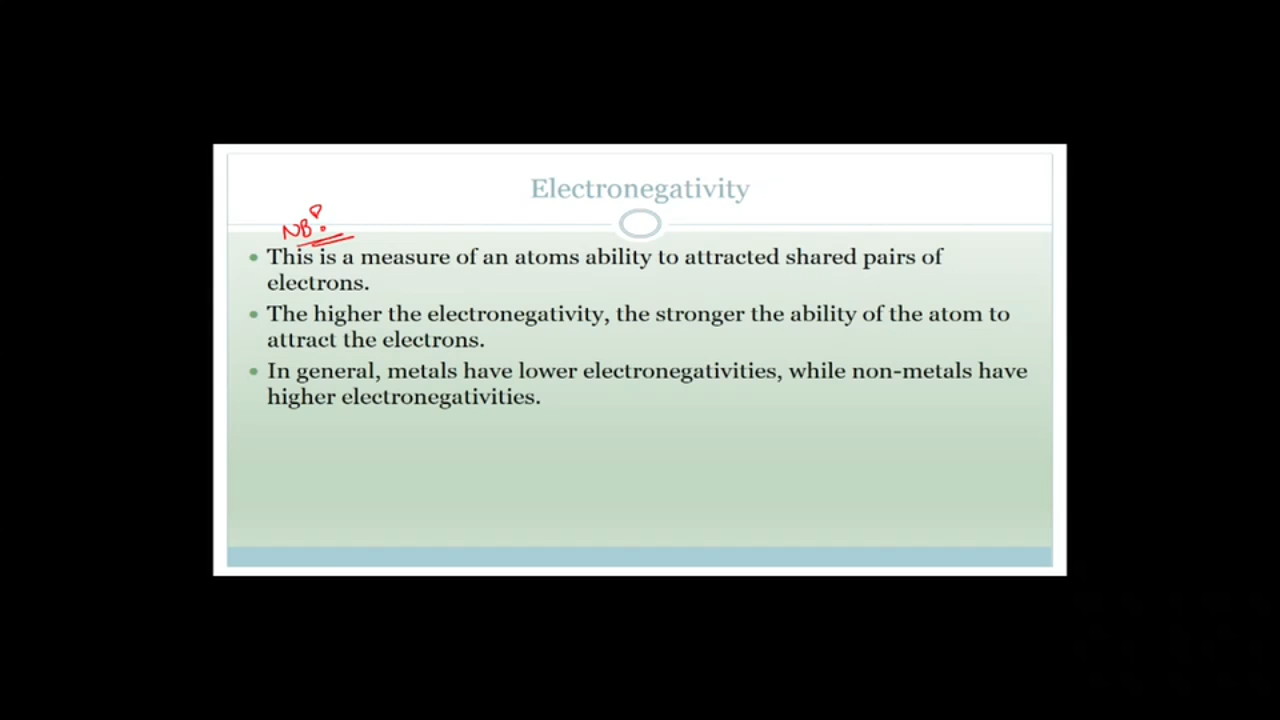 Electronegativity
NB!
This is a measure of an atoms ability to attracted shared pairs of
electrons.
The higher the electronegativity, the stronger the ability of the atom to
attract the electrons.
In general, metals have lower electronegativities, while non-metals have
higher electronegativities.